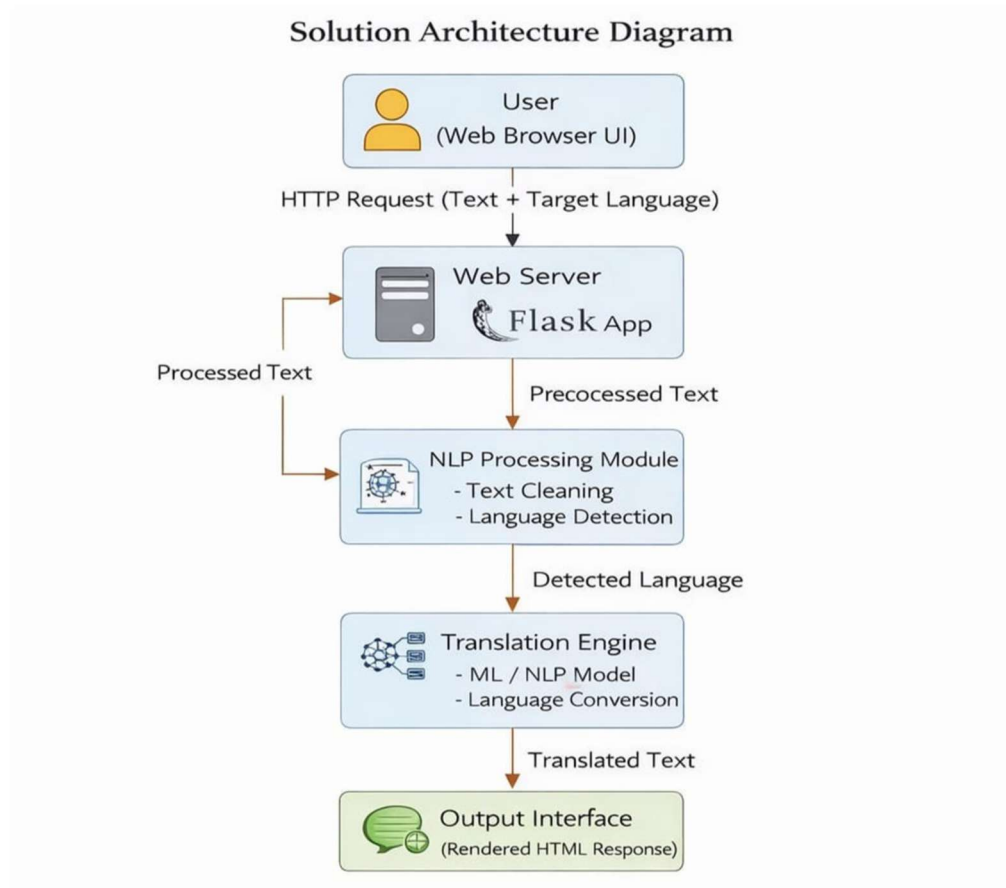 Solution Architecture Diagram
User
(Web Browser UI)
HTTP Request (Text + Target Language)
Web Server
Flask App
Processed Text
Precocessed Text
NLP Processing Module
- Text Cleaning
- Language Detection
Detected Language
Translation Engine
- ML / NLP Model
- Language Conversion
Translated Text
Output Interface
(Rendered HTML Response)